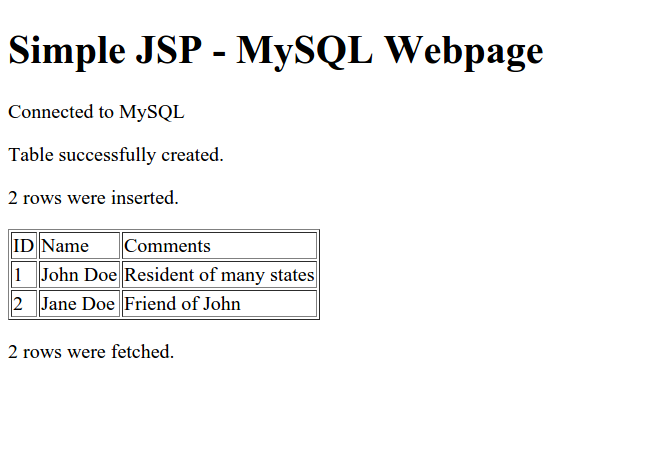 Simple JSP - MySQL Webpage
Connected to MySQL
Table successfully created.
2 rows were inserted.
ID Name Comments
1 John Doe Resident of many states
2 Jane Doe Friend of John
2 rows were fetched.